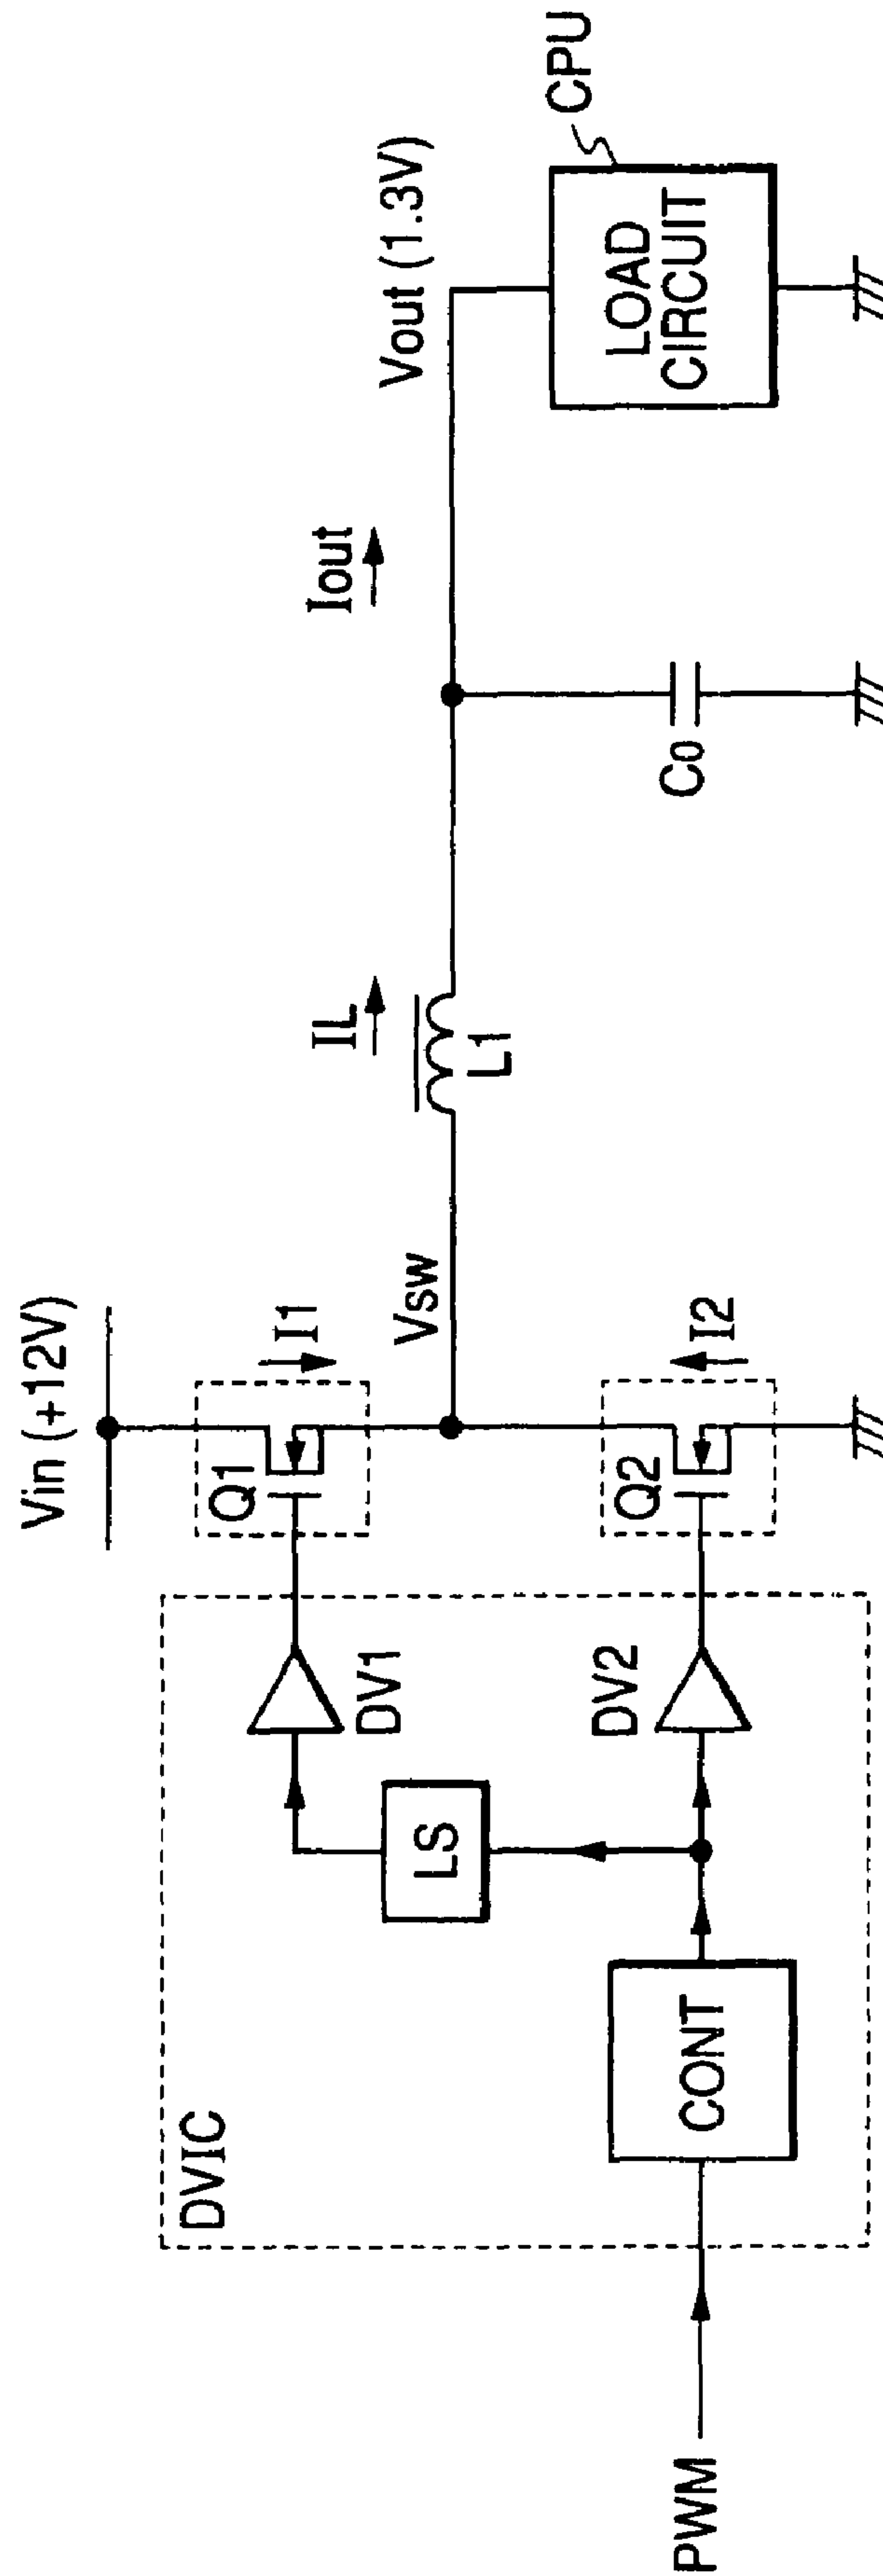 Vin (+12V)
DVIC
Q1
I1
DV1
LS
Vsw
IL
L1
Iout
Vout (1.3V)
CPU
LOAD
CIRCUIT
C0
PWM
CONT
DV2
Q2
I2